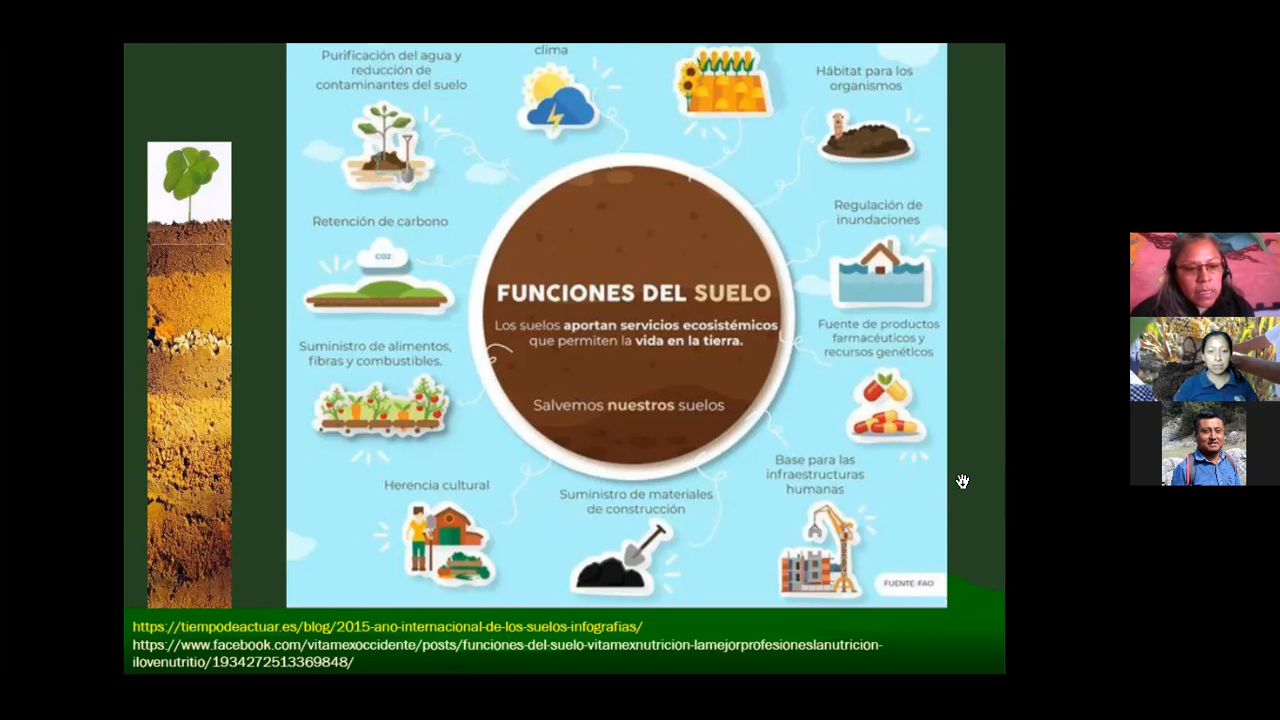 Purificación del agua y
reducción de
contaminantes del suelo
clima
Hábitat para los
organismos
Retención de carbono
CO2
Regulación de
inundaciones
FUNCIONES DEL SUELO
Los suelos aportan servicios ecosistémicos
que permiten la vida en la tierra.
Salvemos nuestros suelos
Suministro de alimentos,
fibras y combustibles.
Fuente de productos
farmacéuticos y
recursos genéticos
Herencia cultural
Suministro de materiales
de construcción
Base para las
infraestructuras
humanas
FUENTE: FAO
https://tiempodeactuar.es/blog/2015-ano-internacional-de-los-suelos-infografias/
https://www.facebook.com/vitamexoccidente/posts/funciones-del-suelo-vitamexnutricion-lamejorprofesioneslanutricion-
ilovenutritio/1934272513369848/